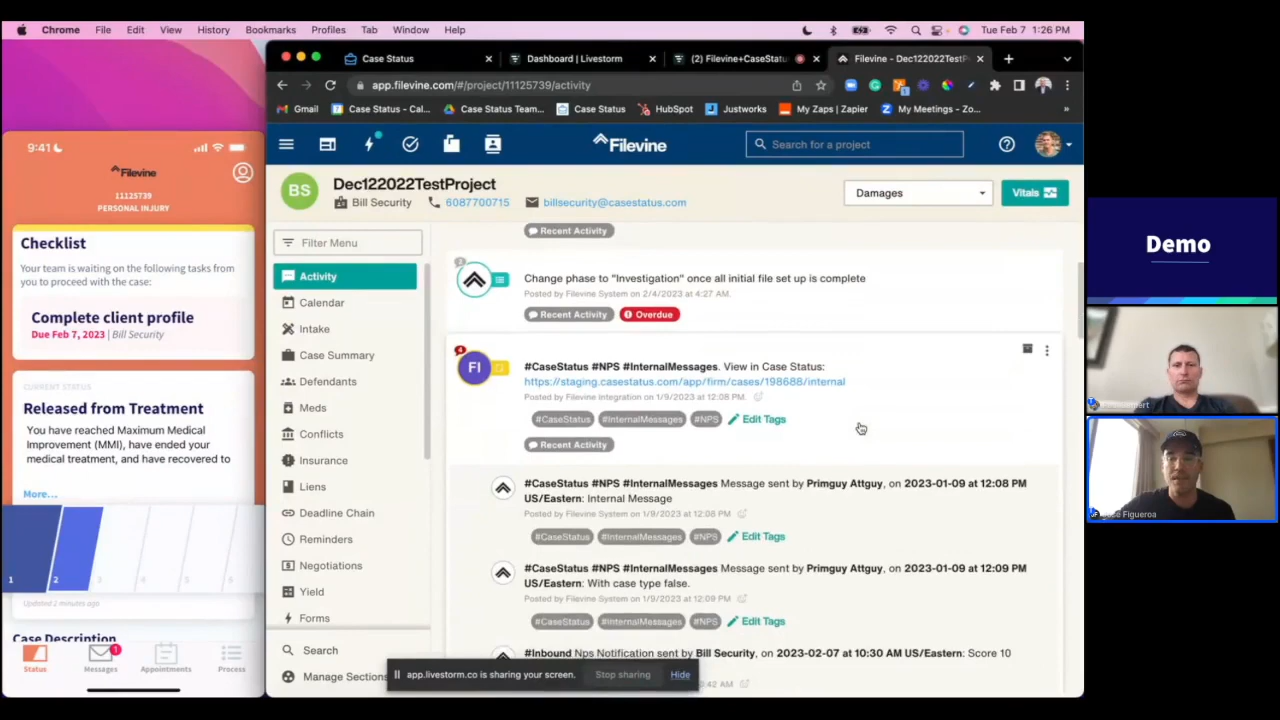 Chrome File Edit View History Bookmarks Profiles Tab Window Help
Tue Feb 7 1:26 PM
Case Status
Dashboard | Livestorm
(2) Filevine+CaseStatu
Filevine - Dec122022TestP
app.filevine.com/#/project/11125739/activity
Gmail
Case Status - Cal...
Case Status Team...
Case Status
HubSpot
Justworks
My Zaps | Zapier
My Meetings - Zo...
»
9:41
Filevine
11125739
PERSONAL INJURY
Checklist
Your team is waiting on the following tasks from
you to proceed with the case:
Complete client profile
Due Feb 7, 2023 | Bill Security
CURRENT STATUS
Released from Treatment
You have reached Maximum Medical
Improvement (MMI), have ended your
medical treatment, and have recovered to
More...
1 2 3 4 5 6
Updated 2 minutes ago
Case Description
Status
Messages
1
Appointments
Process
Filevine
Search for a project
BS
Dec122022TestProject
Bill Security
6087700715
billsecurity@casestatus.com
Damages
Vitals
Filter Menu
Activity
Calendar
Intake
Case Summary
Defendants
Meds
Conflicts
Insurance
Liens
Deadline Chain
Reminders
Negotiations
Yield
Forms
Search
Manage Sections
Recent Activity
Change phase to "Investigation" once all initial file set up is complete
Posted by Filevine System on 2/4/2023 at 4:27 AM.
Recent Activity
Overdue
FI
#CaseStatus #NPS #InternalMessages. View in Case Status:
https://staging.casestatus.com/app/firm/cases/198688/internal
Posted by Filevine Integration on 1/9/2023 at 12:08 PM.
#CaseStatus
#InternalMessages
#NPS
Edit Tags
Recent Activity
#CaseStatus #NPS #InternalMessages Message sent by Primguy Attguy, on 2023-01-09 at 12:08 PM
US/Eastern: Internal Message
Posted by Filevine System on 1/9/2023 at 12:08 PM
#CaseStatus
#InternalMessages
#NPS
Edit Tags
#CaseStatus #NPS #InternalMessages Message sent by Primguy Attguy, on 2023-01-09 at 12:09 PM
US/Eastern: With case type false.
Posted by Filevine System on 1/9/2023 at 12:09 PM
#CaseStatus
#InternalMessages
#NPS
Edit Tags
#Inbound Nps Notification sent by Bill Security, on 2023-02-07 at 10:30 AM US/Eastern: Score 10
:42 AM
app.livestorm.co is sharing your screen.
Stop sharing
Hide
Demo
Figueroa